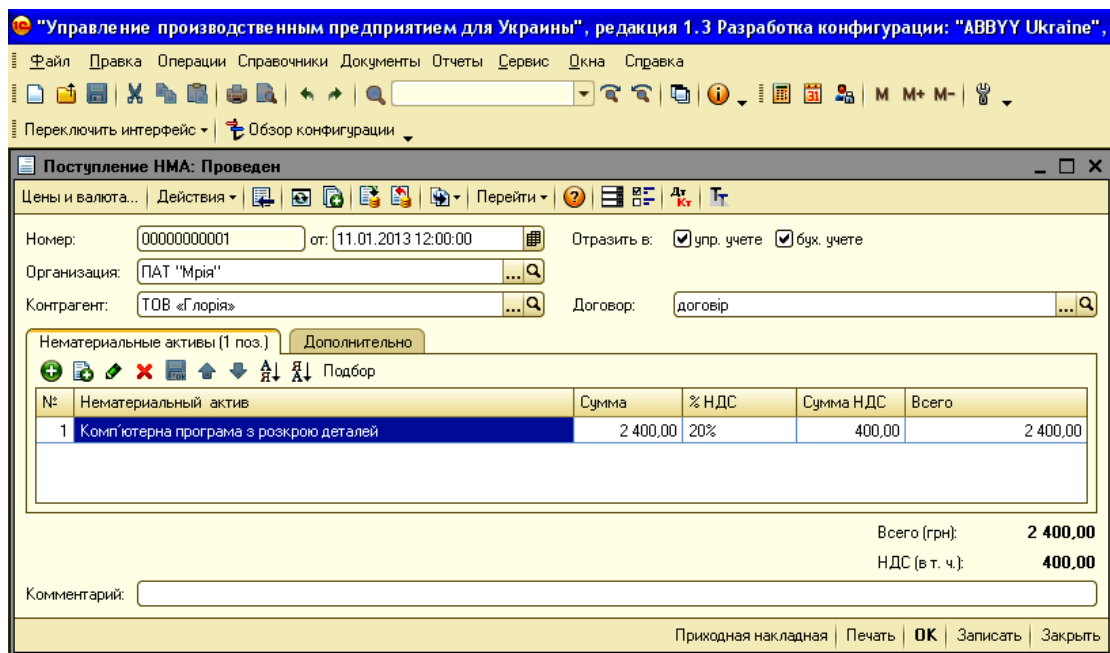 "Управление производственным предприятием для Украины", редакция 1.3 Разработка конфигурации: "ABBYY Ukraine",
Файл Правка Операции Справочники Документы Отчеты Сервис Окна Справка
M M+ M-
Переключить интерфейс Обзор конфигурации
Поступление НМА: Проведен
Цены и валюта... Действия Перейти Дт Кт
Номер: 00000000001 от: 11.01.2013 12:00:00 Отразить в: упр. учете бух. учете
Организация: ПАТ "Мрія" ...
Контрагент: ТОВ «Глорія» ... Договор: договір ...
Нематериальные активы (1 поз.) Дополнительно
Подбор
№ Нематериальный актив Сумма % НДС Сумма НДС Всего
1 Комп'ютерна програма з розкрою деталей 2 400,00 20% 400,00 2 400,00
Всего (грн): 2 400,00
НДС (в т. ч.): 400,00
Комментарий:
Приходная накладная Печать OK Записать Закрыть